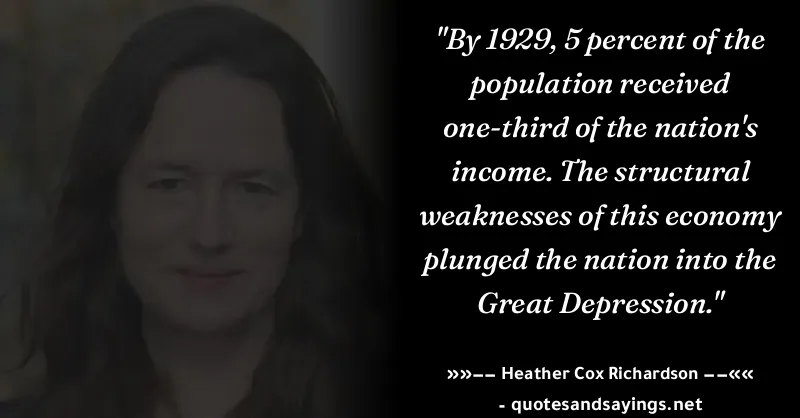 "By 1929, 5 percent of the
population received
one-third of the nation's
income. The structural
weaknesses of this economy
plunged the nation into the
Great Depression."
»»–– Heather Cox Richardson ––««
- quotesandsayings.net